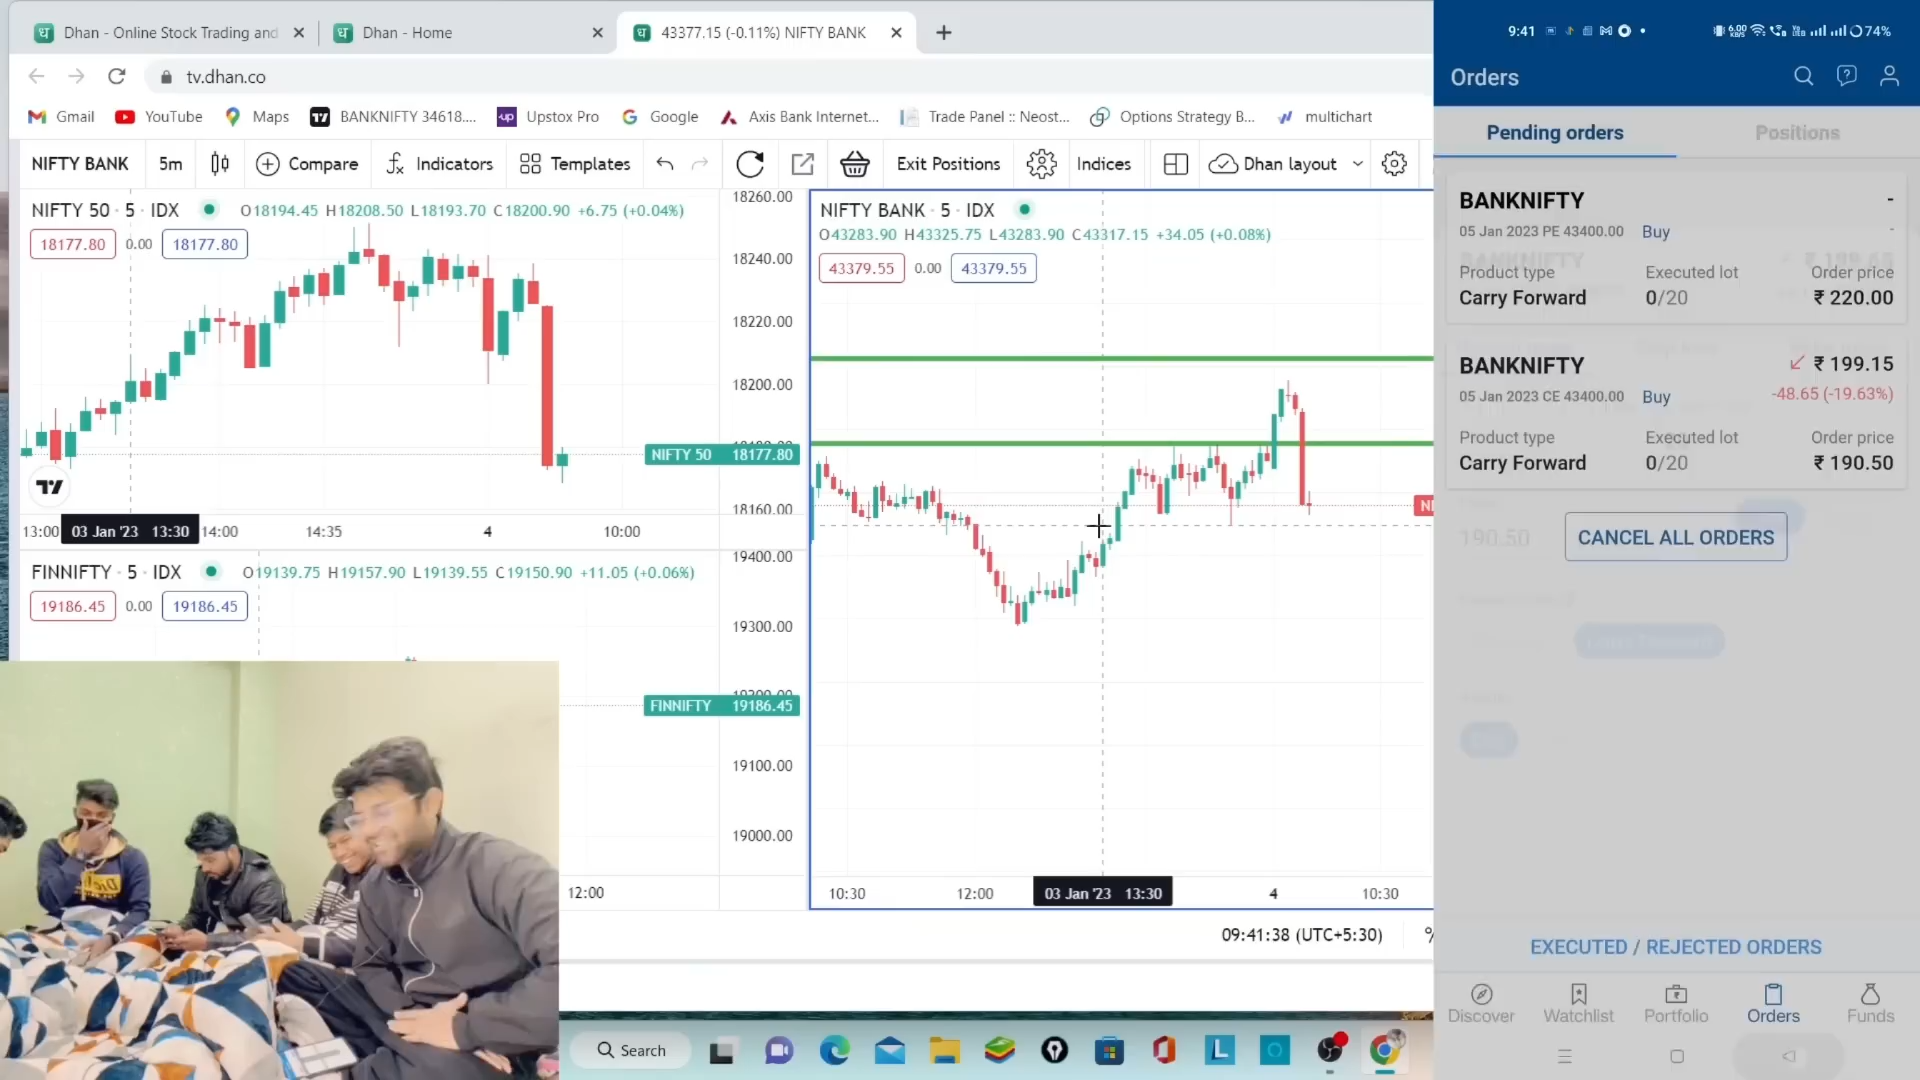 Dhan - Online Stock Trading and
Dhan - Home
43377.15 (-0.11%) NIFTY BANK
tv.dhan.co
Gmail
YouTube
Maps
BANKNIFTY 34618....
Upstox Pro
Google
Axis Bank Internet...
Trade Panel :: Neost...
Options Strategy B...
multichart
NIFTY BANK
5m
Compare
Indicators
Templates
Exit Positions
Indices
Dhan layout
NIFTY 50 · 5 · IDX
O18194.45 H18208.50 L18193.70 C18200.90 +6.75 (+0.04%)
18177.80 0.00 18177.80
18260.00
18240.00
18220.00
18200.00
NIFTY 50 18177.80
18160.00
13:00
03 Jan '23 13:30
14:00
14:35
4
10:00
FINNIFTY · 5 · IDX
O19139.75 H19157.90 L19139.55 C19150.90 +11.05 (+0.06%)
19186.45 0.00 19186.45
19400.00
19300.00
FINNIFTY 19186.45
19100.00
19000.00
12:00
NIFTY BANK · 5 · IDX
O43283.90 H43325.75 L43283.90 C43317.15 +34.05 (+0.08%)
43379.55 0.00 43379.55
10:30
12:00
03 Jan '23 13:30
4
10:30
09:41:38 (UTC+5:30)
%
Search
9:41
6.00 KB/S
74%
Orders
Pending orders
Positions
BANKNIFTY
-
05 Jan 2023 PE 43400.00 Buy
-
Product type
Executed lot
Order price
Carry Forward
0/20
₹ 220.00
BANKNIFTY
₹ 199.15
05 Jan 2023 CE 43400.00 Buy
-48.65 (-19.63%)
Product type
Executed lot
Order price
Carry Forward
0/20
₹ 190.50
190.50
CANCEL ALL ORDERS
EXECUTED / REJECTED ORDERS
Discover
Watchlist
Portfolio
Orders
Funds